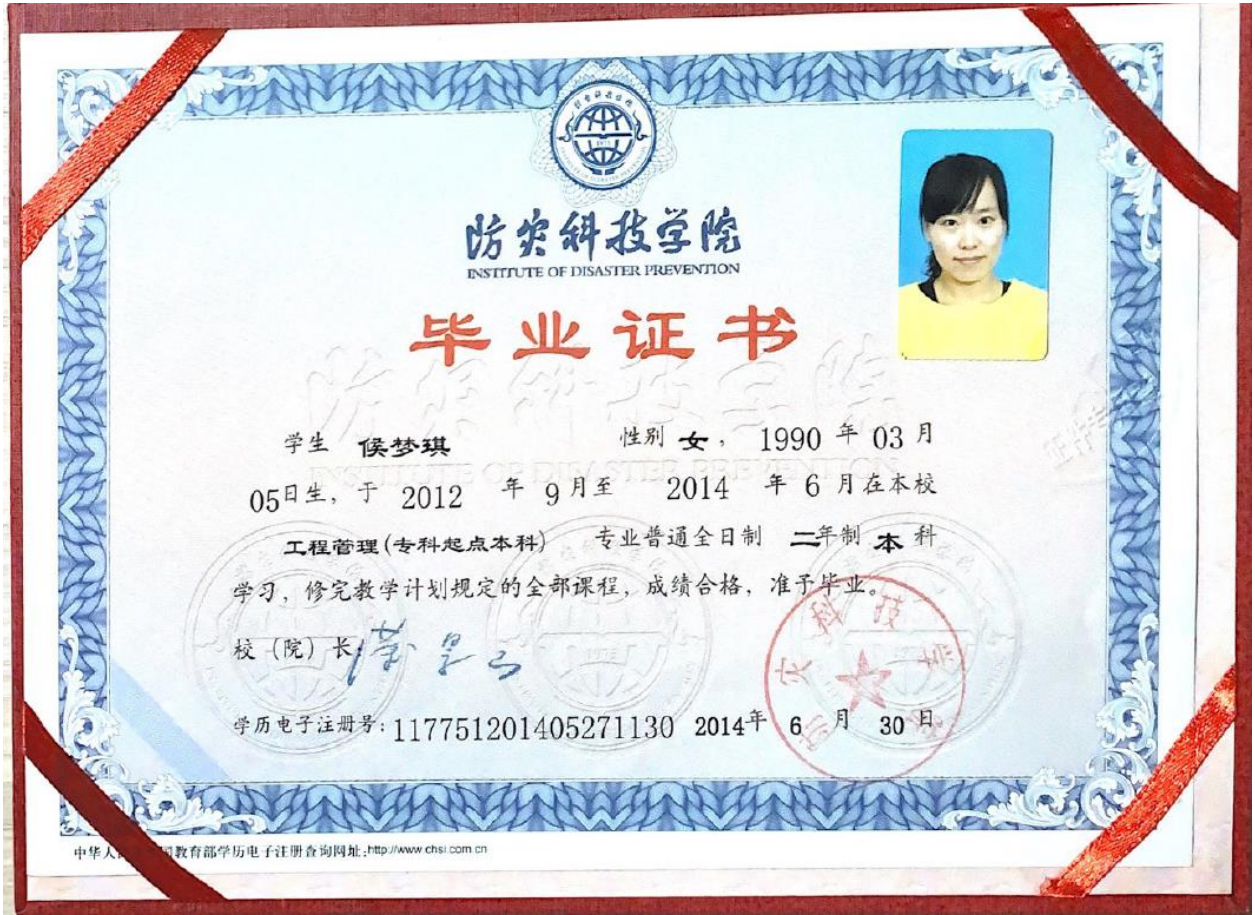 防灾科技学院
INSTITUTE OF DISASTER PREVENTION
毕业证书
学生 侯梦琪 性别 女， 1990 年 03 月
05日生，于 2012 年 9 月至 2014 年 6 月在本校
工程管理(专科起点本科) 专业普通全日制 二年制 本 科
学习，修完教学计划规定的全部课程，成绩合格，准予毕业。
校（院）长：
学历电子注册号：117751201405271130 2014年 6 月 30 日
中华人 国教育部学历电子注册查询网址：http://www.chsi.com.cn